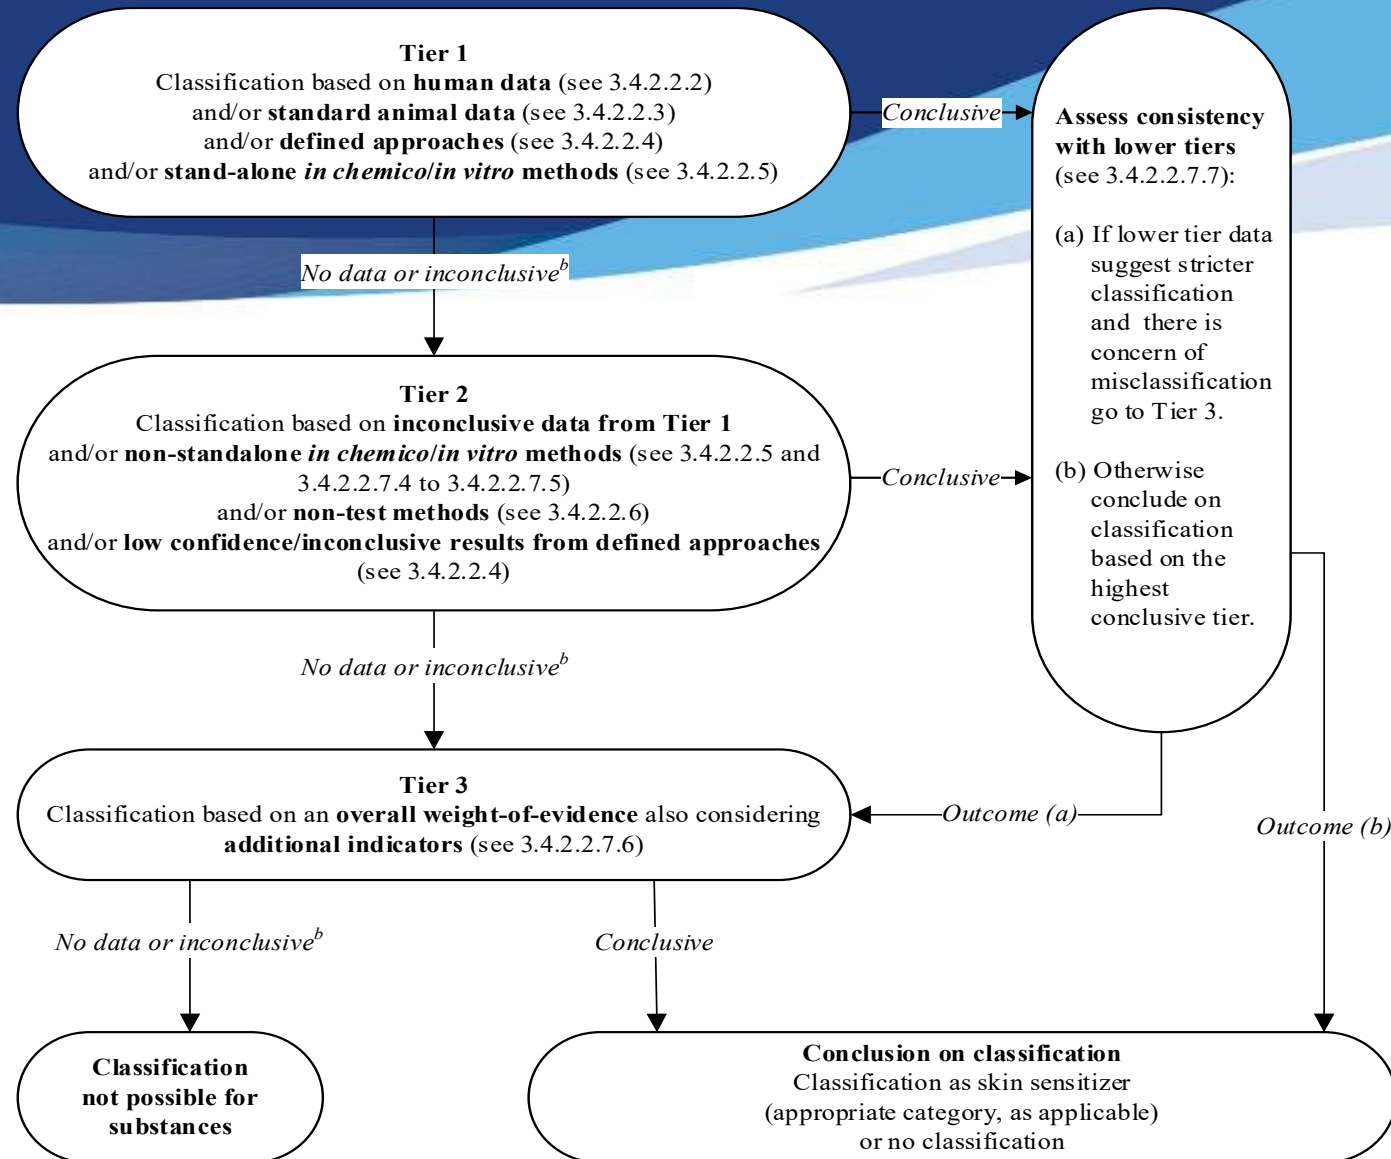 Tier 1
Classification based on human data (see 3.4.2.2.2)
and/or standard animal data (see 3.4.2.2.3)
and/or defined approaches (see 3.4.2.2.4)
and/or stand-alone in chemico/in vitro methods (see 3.4.2.2.5)
Conclusive
Assess consistency
with lower tiers
(see 3.4.2.2.7.7):
(a) If lower tier data
suggest stricter
classification
and there is
concern of
misclassification
go to Tier 3.
(b) Otherwise
conclude on
classification
based on the
highest
conclusive tier.
No data or inconclusive^b
Tier 2
Classification based on inconclusive data from Tier 1
and/or non-standalone in chemico/in vitro methods (see 3.4.2.2.5 and
3.4.2.2.7.4 to 3.4.2.2.7.5)
and/or non-test methods (see 3.4.2.2.6)
and/or low confidence/inconclusive results from defined approaches
(see 3.4.2.2.4)
Conclusive
No data or inconclusive^b
Tier 3
Classification based on an overall weight-of-evidence also considering
additional indicators (see 3.4.2.2.7.6)
Outcome (a)
Outcome (b)
No data or inconclusive^b
Conclusive
Classification
not possible for
substances
Conclusion on classification
Classification as skin sensitizer
(appropriate category, as applicable)
or no classification